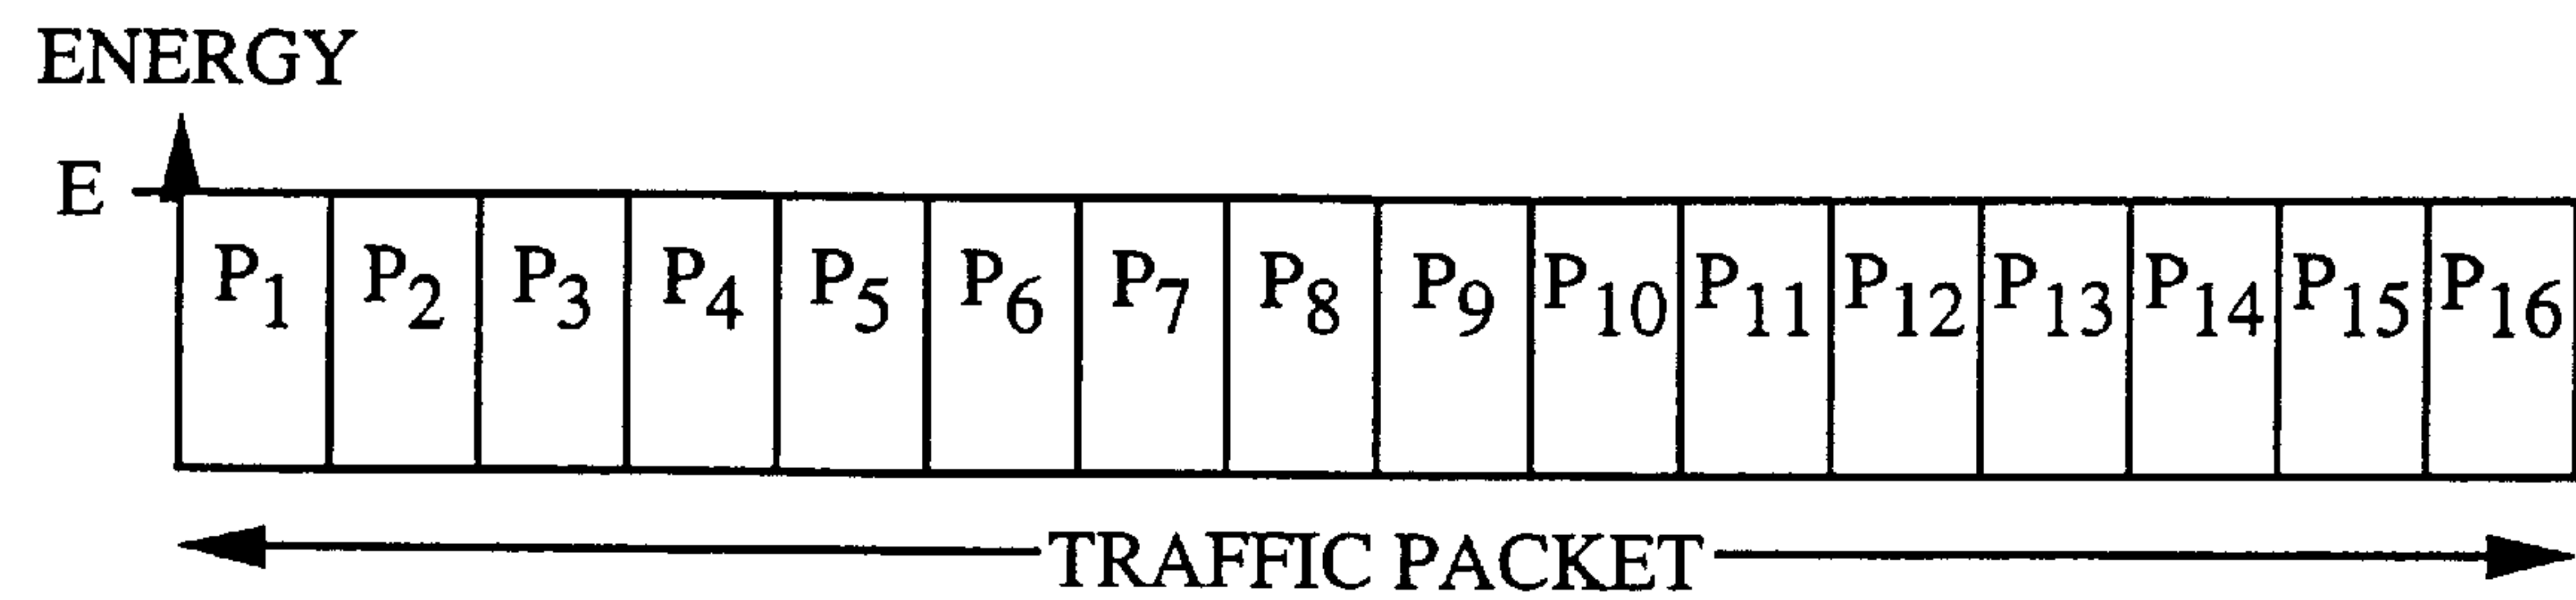 ENERGY
E
P1 P2 P3 P4 P5 P6 P7 P8 P9 P10 P11 P12 P13 P14 P15 P16
TRAFFIC PACKET